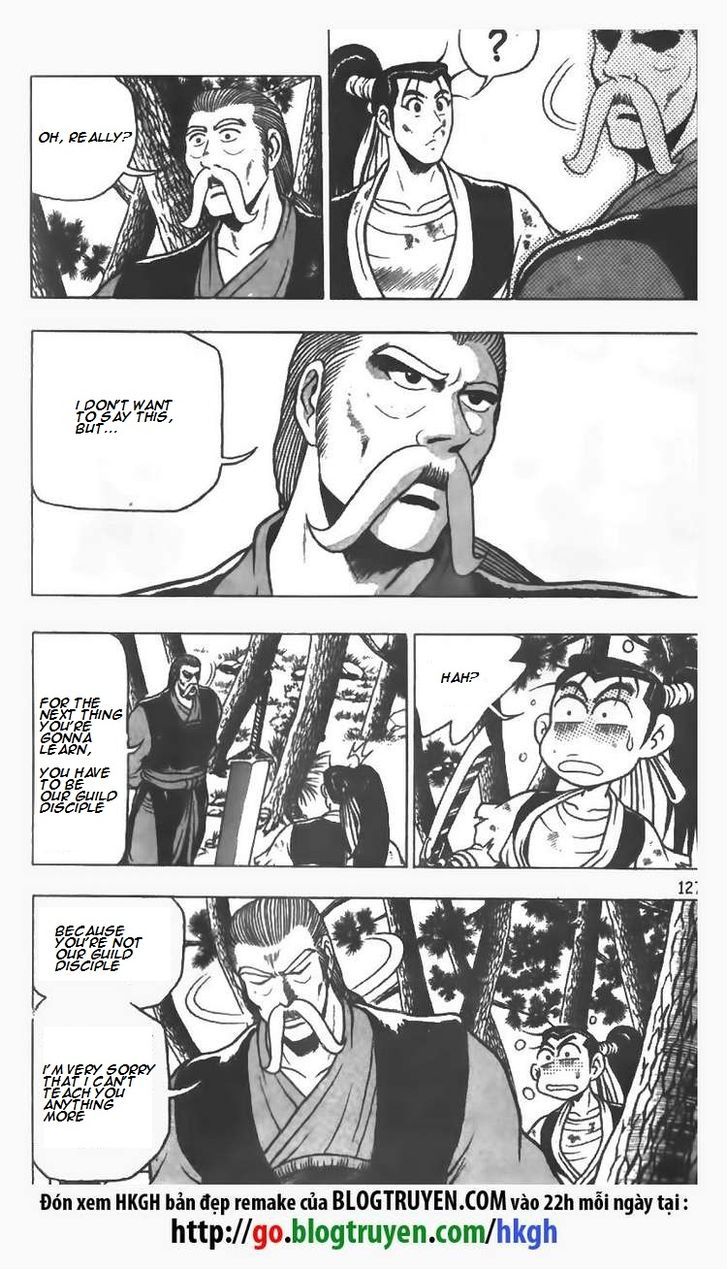 OH, REALLY?
?
I DON'T WANT
TO SAY THIS,
BUT...
FOR THE
NEXT THING
YOU'RE
GONNA
LEARN,
YOU HAVE
TO BE
OUR GUILD
DISCIPLE
HAH?
127
BECAUSE
YOU'RE NOT
OUR GUILD
DISCIPLE
I'M VERY SORRY
THAT I CAN'T
TEACH YOU
ANYTHING
MORE
Đón xem HKGH bản đẹp remake của BLOGTRUYEN.COM vào 22h mỗi ngày tại :
http://go.blogtruyen.com/hkgh